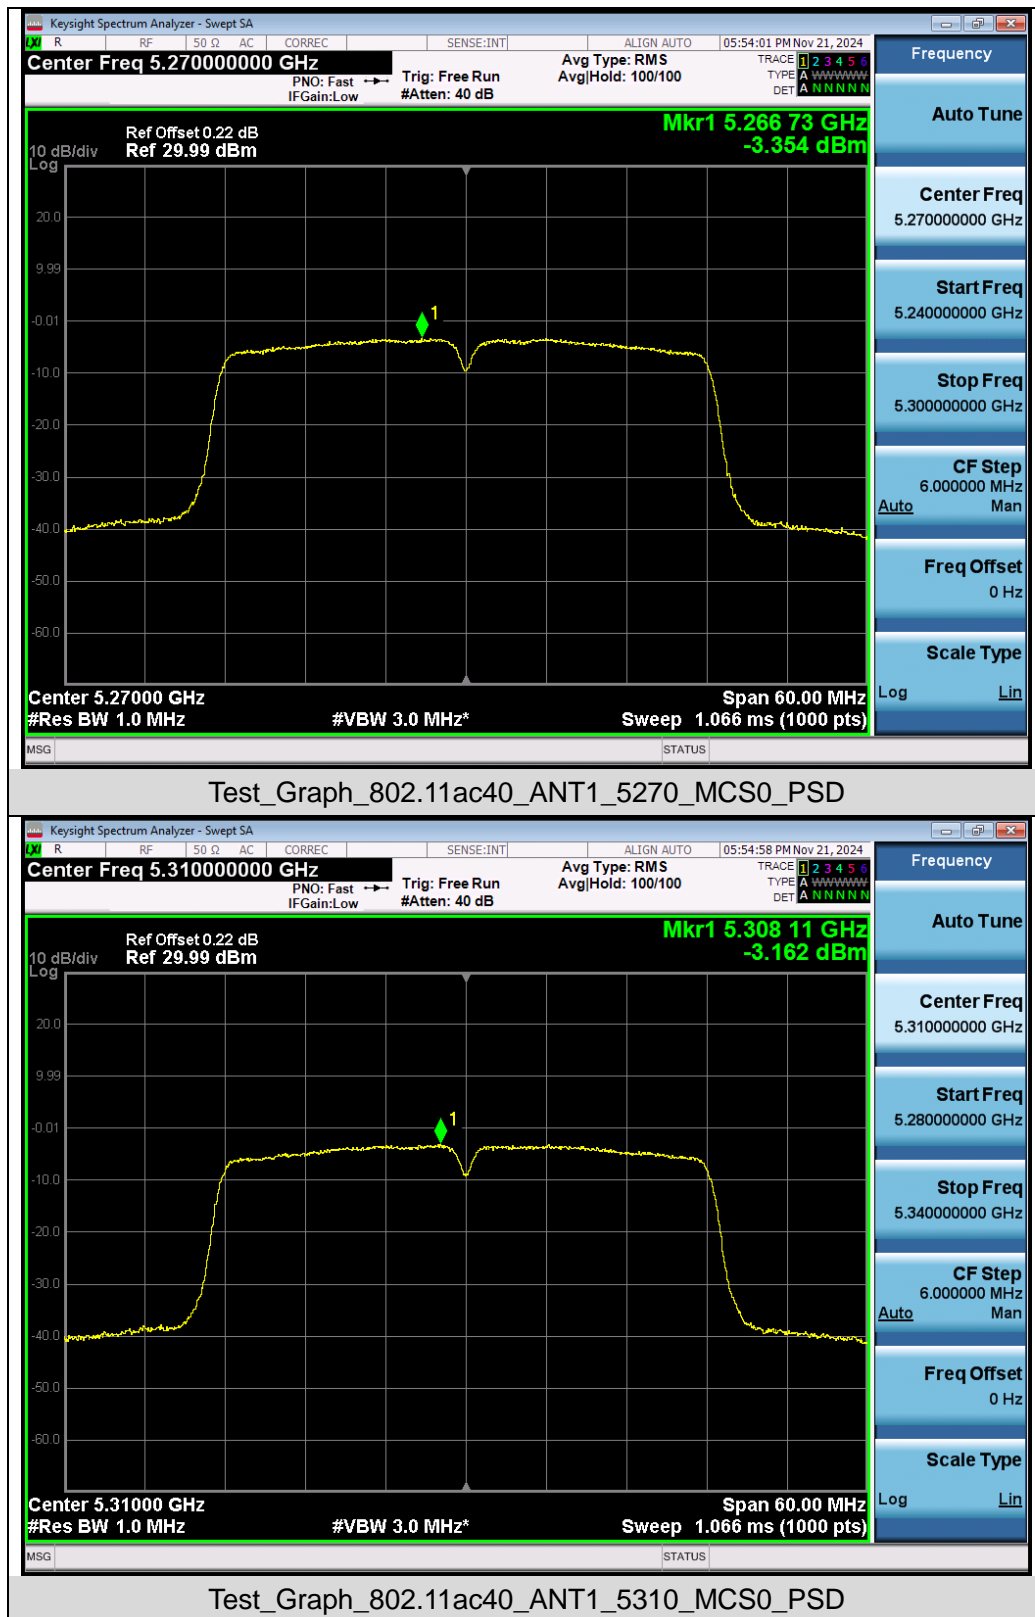 Keysight Spectrum Analyzer - Swept SA
LXI R RF 50 Ω AC CORREC SENSE:INT ALIGN AUTO 05:54:01 PM Nov 21, 2024
Center Freq 5.270000000 GHz
PNO: Fast
IFGain:Low
Trig: Free Run
#Atten: 40 dB
Avg Type: RMS
Avg|Hold: 100/100
TRACE 1 2 3 4 5 6
TYPE A WWWWW
DET A N N N N N
Ref Offset 0.22 dB
Ref 29.99 dBm
10 dB/div
Log
Mkr1 5.266 73 GHz
-3.354 dBm
20.0
9.99
-0.01
-10.0
-20.0
-30.0
-40.0
-50.0
-60.0
1
Center 5.27000 GHz
#Res BW 1.0 MHz
#VBW 3.0 MHz*
Span 60.00 MHz
Sweep 1.066 ms (1000 pts)
MSG
STATUS
Frequency
Auto Tune
Center Freq
5.270000000 GHz
Start Freq
5.240000000 GHz
Stop Freq
5.300000000 GHz
CF Step
6.000000 MHz
Auto Man
Freq Offset
0 Hz
Scale Type
Log Lin
Test_Graph_802.11ac40_ANT1_5270_MCS0_PSD
Keysight Spectrum Analyzer - Swept SA
LXI R RF 50 Ω AC CORREC SENSE:INT ALIGN AUTO 05:54:58 PM Nov 21, 2024
Center Freq 5.310000000 GHz
PNO: Fast
IFGain:Low
Trig: Free Run
#Atten: 40 dB
Avg Type: RMS
Avg|Hold: 100/100
TRACE 1 2 3 4 5 6
TYPE A WWWWW
DET A N N N N N
Ref Offset 0.22 dB
Ref 29.99 dBm
10 dB/div
Log
Mkr1 5.308 11 GHz
-3.162 dBm
20.0
9.99
-0.01
-10.0
-20.0
-30.0
-40.0
-50.0
-60.0
1
Center 5.31000 GHz
#Res BW 1.0 MHz
#VBW 3.0 MHz*
Span 60.00 MHz
Sweep 1.066 ms (1000 pts)
MSG
STATUS
Frequency
Auto Tune
Center Freq
5.310000000 GHz
Start Freq
5.280000000 GHz
Stop Freq
5.340000000 GHz
CF Step
6.000000 MHz
Auto Man
Freq Offset
0 Hz
Scale Type
Log Lin
Test_Graph_802.11ac40_ANT1_5310_MCS0_PSD